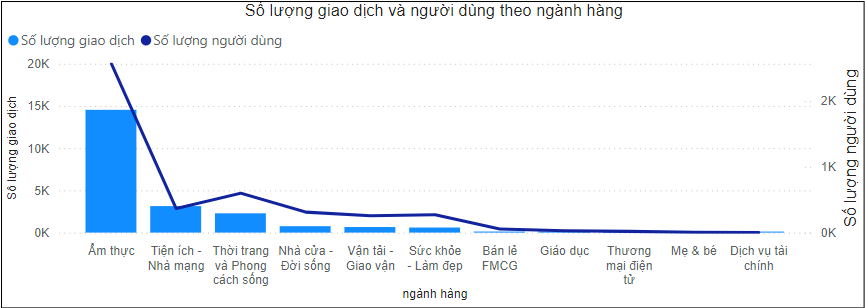 Số lượng giao dịch và người dùng theo ngành hàng
Số lượng giao dịch Số lượng người dùng
20K
15K
10K
5K
0K
Số lượng giao dịch
2K
1K
0K
Số lượng người dùng
Ẩm thực
Tiện ích -
Nhà mạng
Thời trang
và Phong
cách sống
Nhà cửa -
Đời sống
Vận tải -
Giao vận
Sức khỏe
- Làm đẹp
Bán lẻ
FMCG
Giáo dục
Thương
mại điện
tử
Mẹ & bé
Dịch vụ tài
chính
ngành hàng